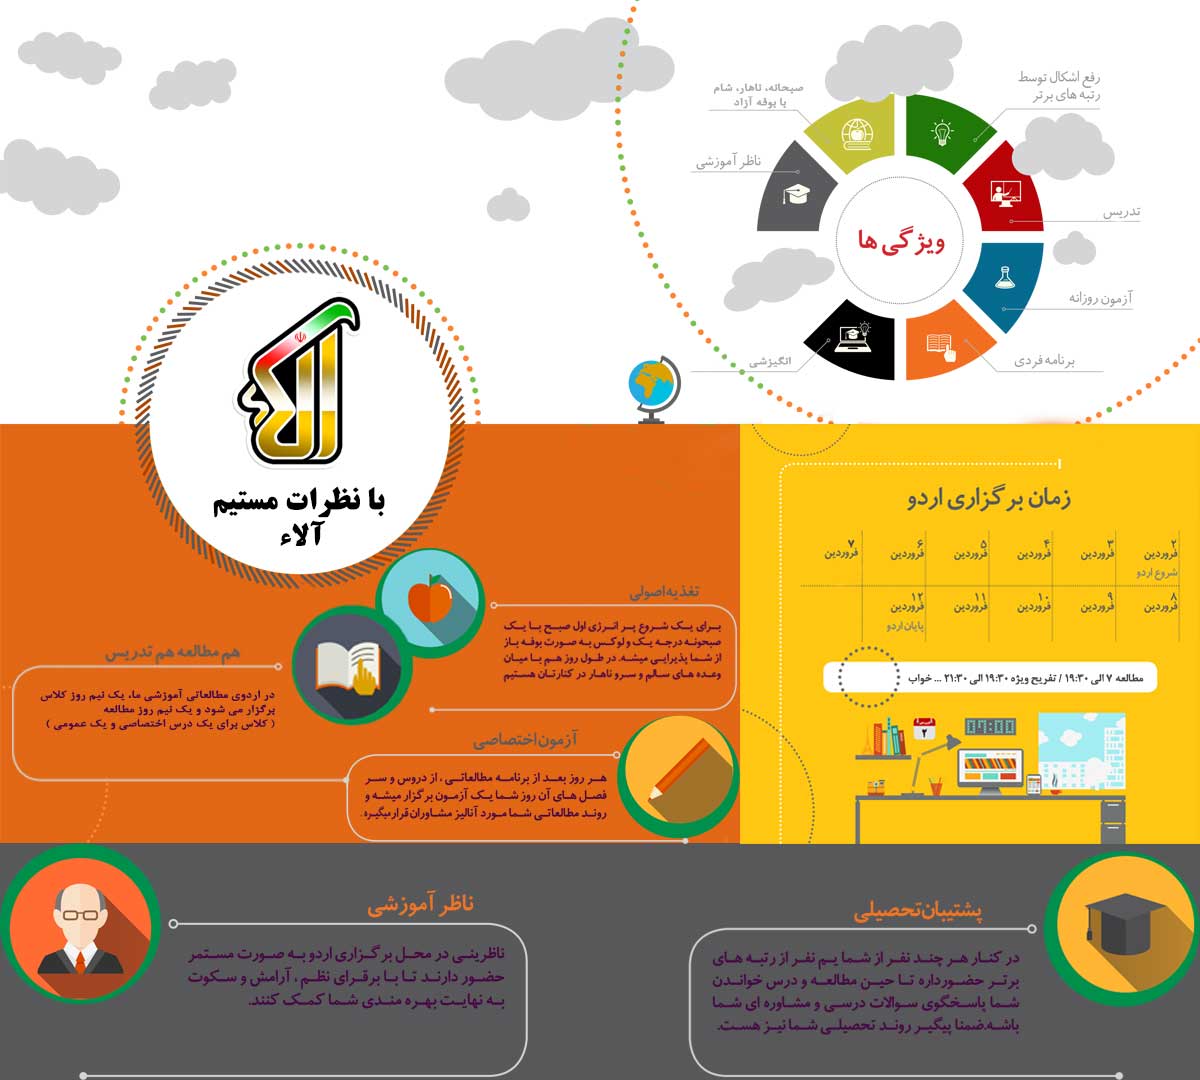 رفع اشکال توسط
رتبه های برتر
صبحانه، ناهار، شام
یا بوفه آزاد
ناظر آموزشی
تدریس
ویژگی ها
آزمون روزانه
برنامه فردی
انگیزشی
با نظرات مستیم
آلاء
زمان برگزاری اردو
۲ ۳ ۴ ۵ ۶ ۷
فروردین فروردین فروردین فروردین فروردین فروردین
شروع اردو
۸ ۹ ۱۰ ۱۱ ۱۲
فروردین فروردین فروردین فروردین فروردین
پایان اردو
مطالعه ۷ الی ۱۹:۳۰ / تفریح ویژه ۱۹:۳۰ الی ۲۱:۳۰ ... خواب
۲
07:00
تغذیه اصولی
برای یک شروع پر انرژی اول صبح با یک
صبحونه درجه یک و لوکس به صورت بوفه باز
از شما پذیرایی میشه. در طول روز هم با میان
وعده های سالم و سرو ناهار در کنارتان هستیم
هم مطالعه هم تدریس
در اردوی مطالعاتی آموزشی ما، یک نیم روز کلاس
برگزار می شود و یک نیم روز مطالعه
( کلاس برای یک درس اختصاصی و یک عمومی )
آزمون اختصاصی
هر روز بعد از برنامه مطالعاتی ، از دروس و سر
فصل های آن روز شما یک آزمون برگزار میشه و
روند مطالعاتی شما مورد آنالیز مشاوران قرار میگیره.
پشتیبان تحصیلی
در کنار هر چند نفر از شما یم نفر از رتبه های
برتر حضور داره تا حین مطالعه و درس خواندن
شما پاسخگوی سوالات درسی و مشاوره ای شما
باشه.ضمنا پیگیر روند تحصیلی شما نیز هست.
ناظر آموزشی
ناظرینی در محل برگزاری اردو به صورت مستمر
حضور دارند تا با برقرای نظم ، آرامش و سکوت
به نهایت بهره مندی شما کمک کنند.